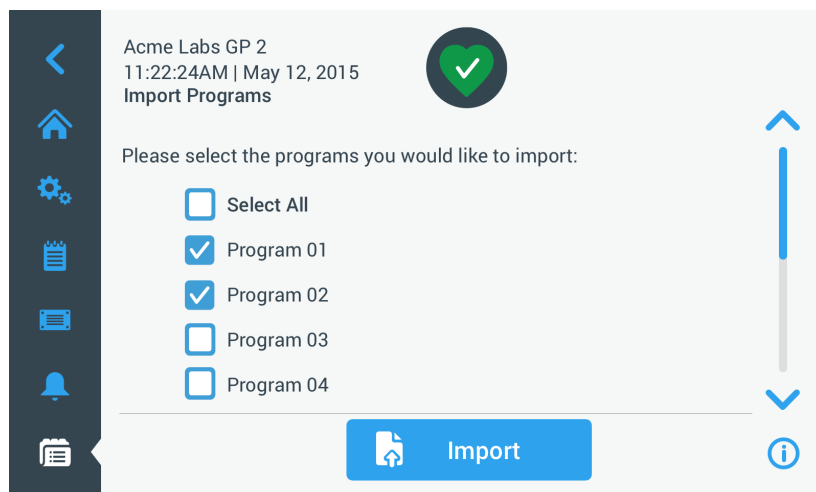 Acme Labs GP 2
11:22:24AM | May 12, 2015
Import Programs
Please select the programs you would like to import:
Select All
Program 01
Program 02
Program 03
Program 04
Import